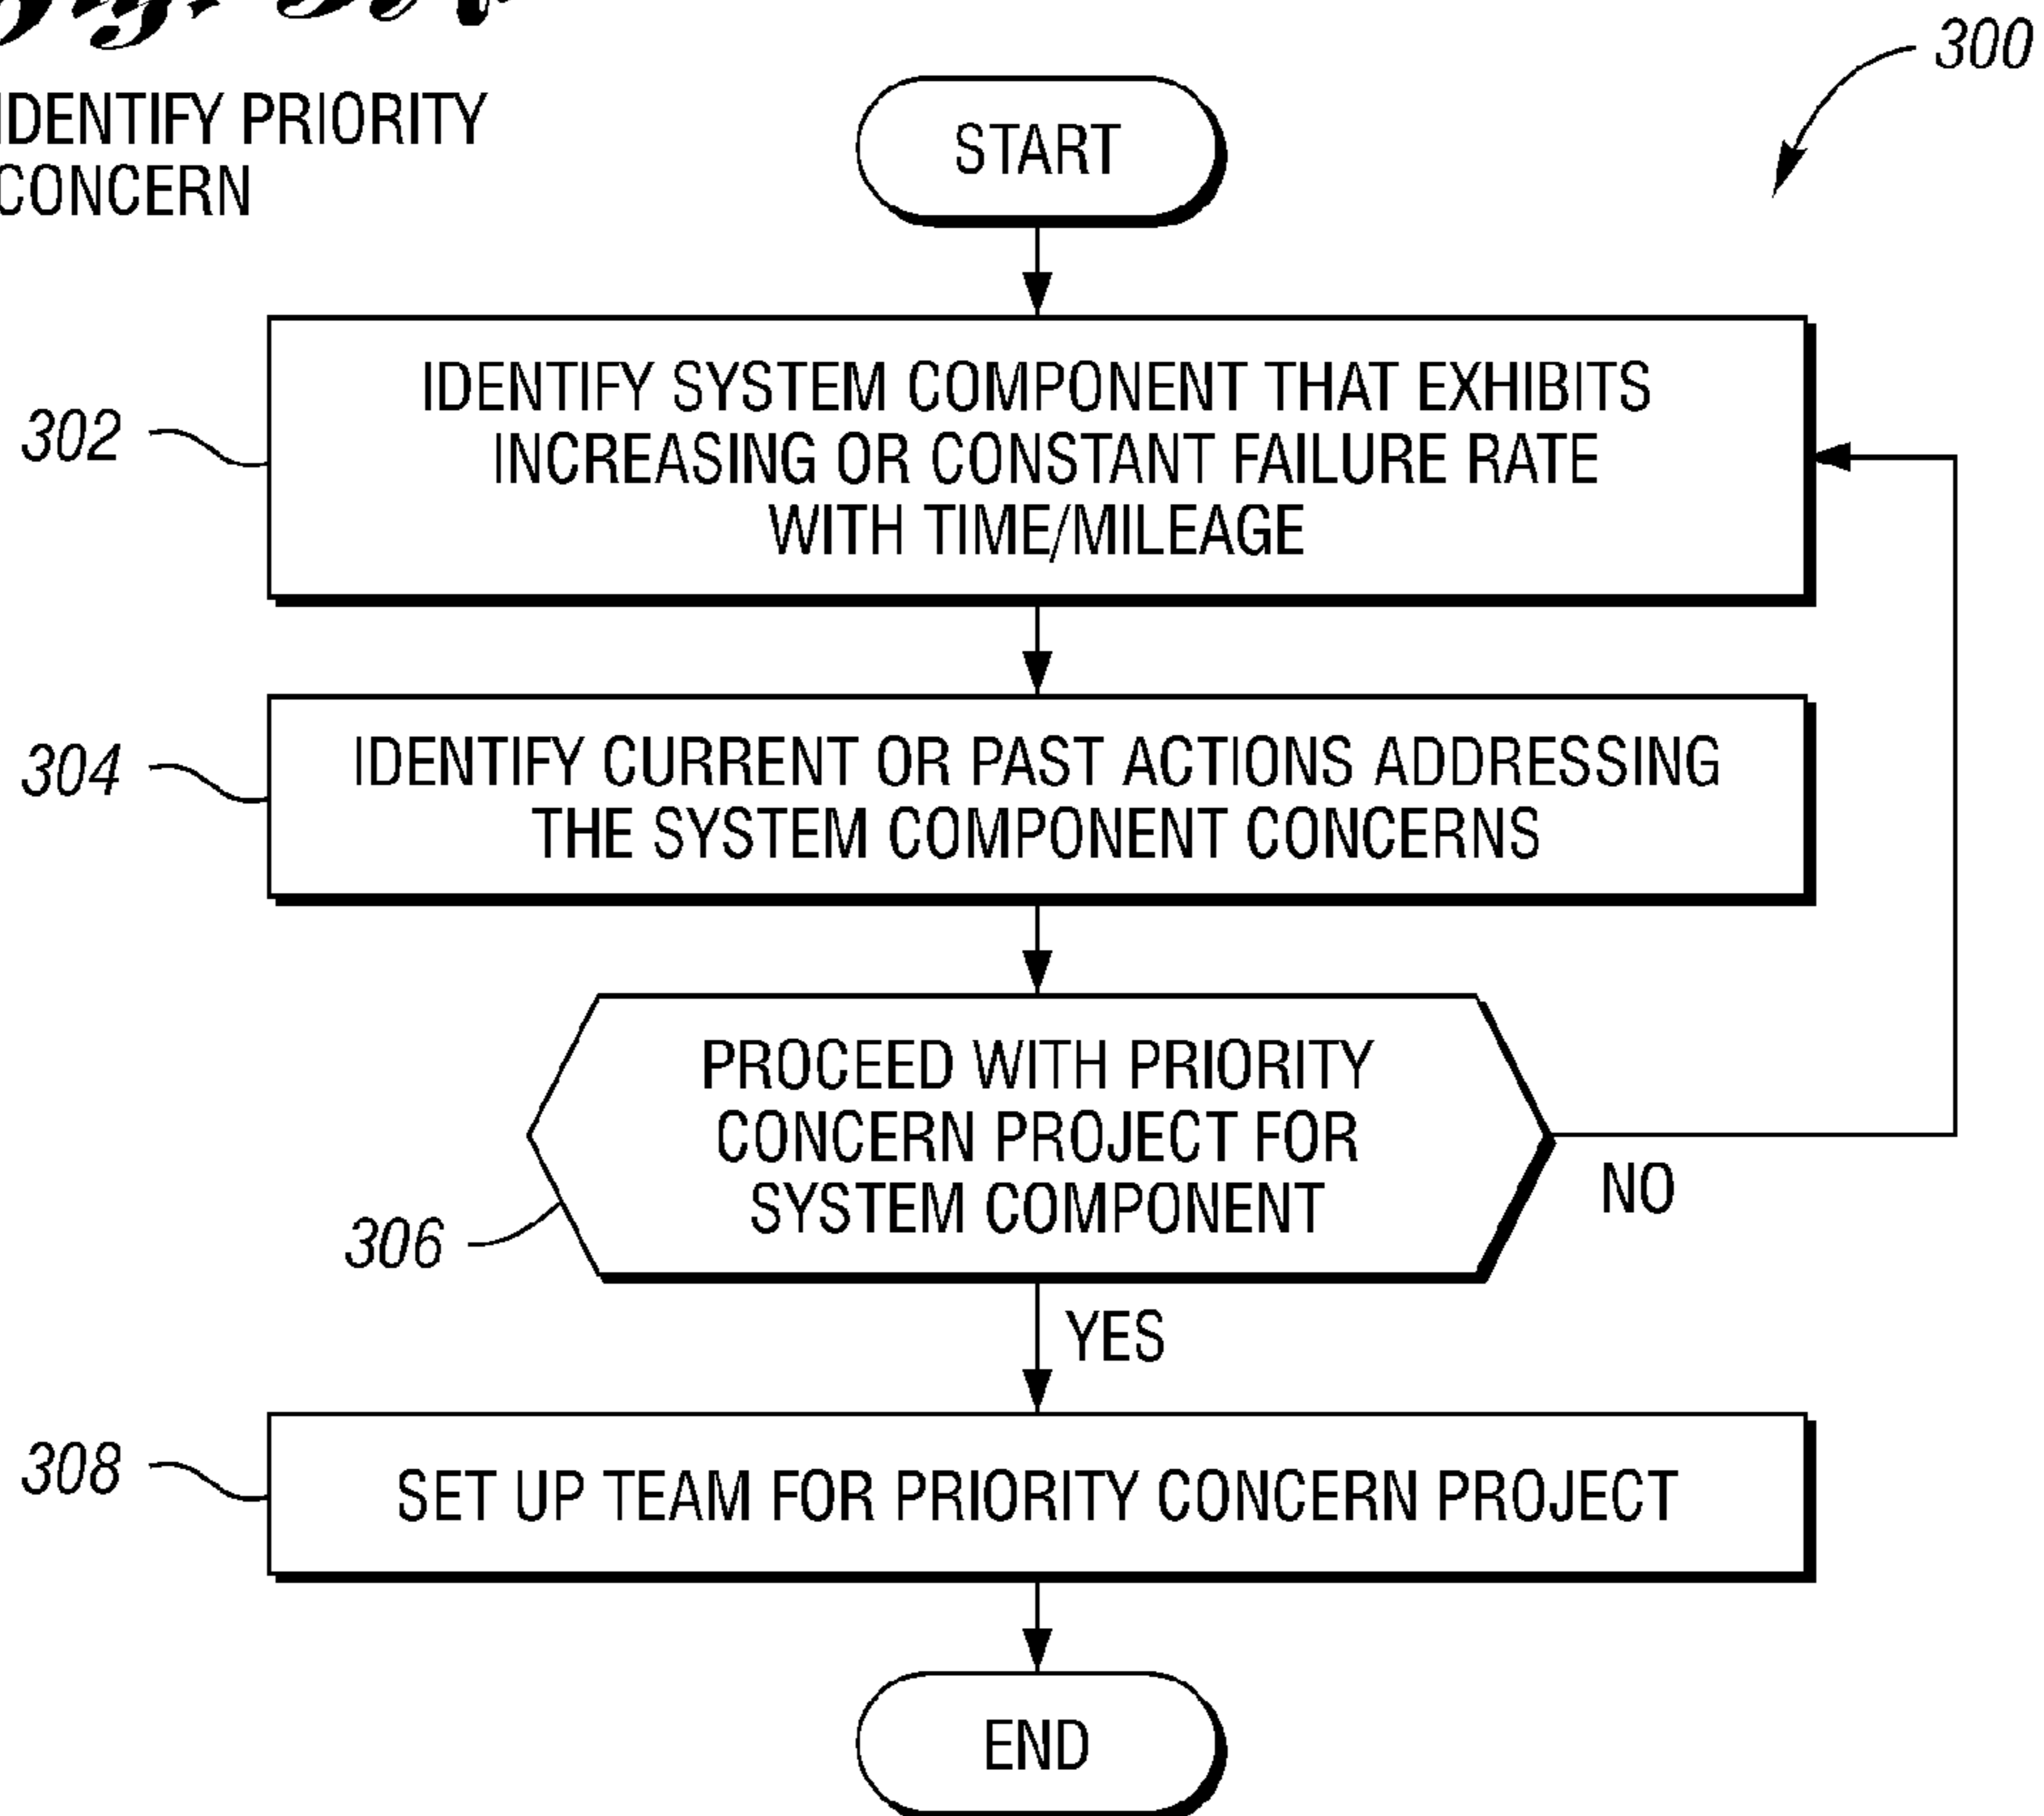 300
IDENTIFY PRIORITY
CONCERN
START
302
IDENTIFY SYSTEM COMPONENT THAT EXHIBITS
INCREASING OR CONSTANT FAILURE RATE
WITH TIME/MILEAGE
304
IDENTIFY CURRENT OR PAST ACTIONS ADDRESSING
THE SYSTEM COMPONENT CONCERNS
306
PROCEED WITH PRIORITY
CONCERN PROJECT FOR
SYSTEM COMPONENT
NO
YES
308
SET UP TEAM FOR PRIORITY CONCERN PROJECT
END